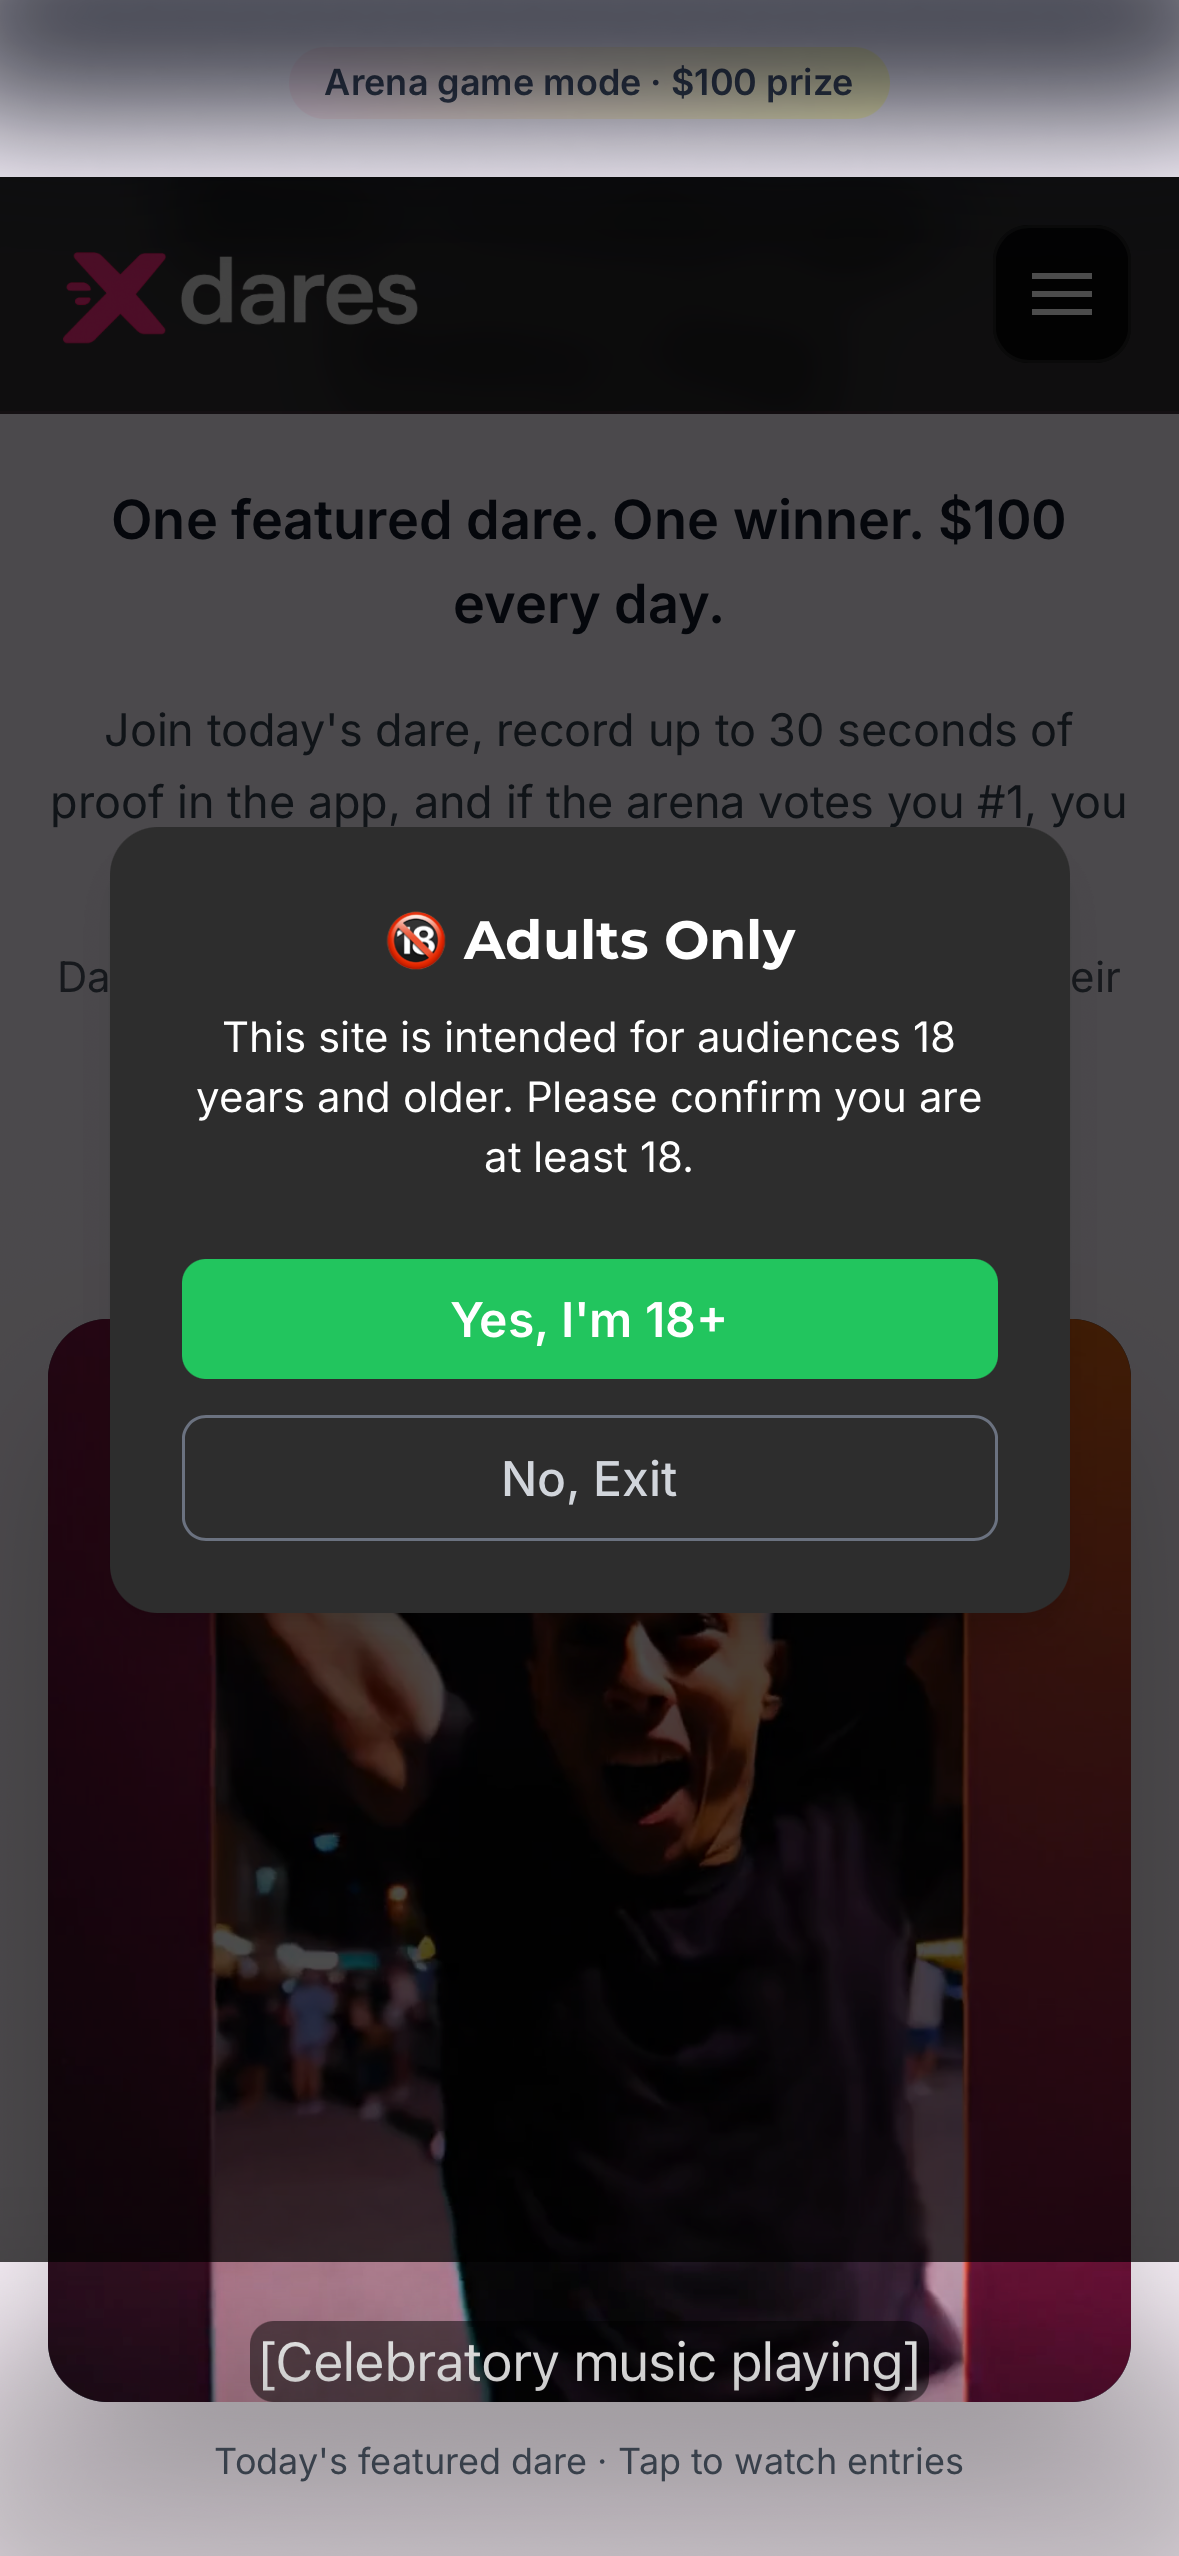 Arena game mode · $100 prize
X dares
One featured dare. One winner. $100
every day.
Join today's dare, record up to 30 seconds of
proof in the app, and if the arena votes you #1, you
🔞 Adults Only
This site is intended for audiences 18
years and older. Please confirm you are
at least 18.
Yes, I'm 18+
No, Exit
[Celebratory music playing]
Today's featured dare · Tap to watch entries